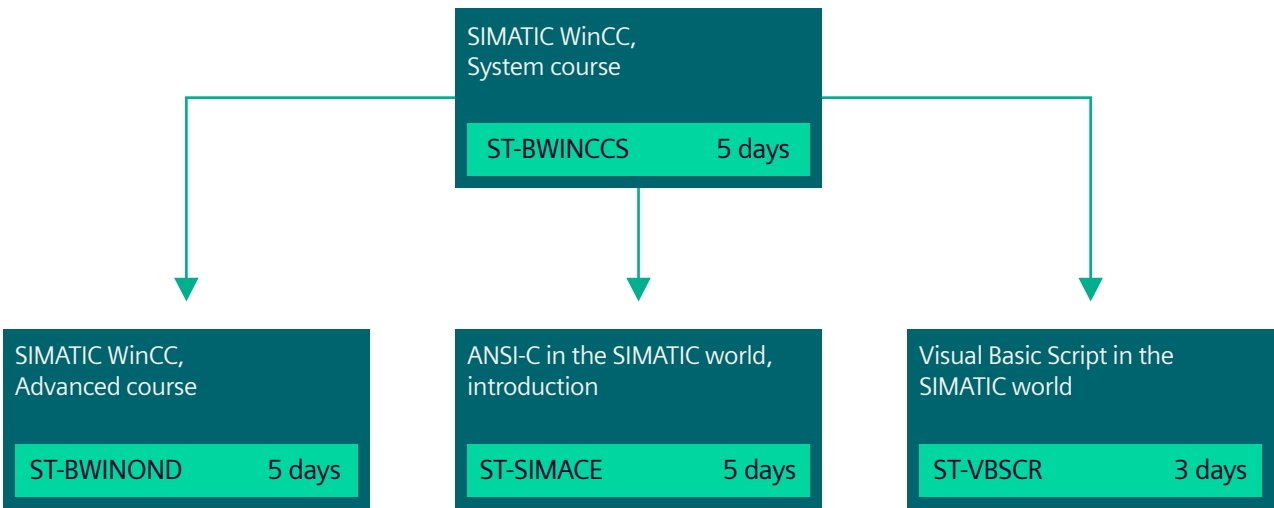 SIMATIC WinCC,
System course
ST-BWINCCS 5 days
SIMATIC WinCC,
Advanced course
ST-BWINOND 5 days
ANSI-C in the SIMATIC world,
introduction
ST-SIMACE 5 days
Visual Basic Script in the
SIMATIC world
ST-VBSCR 3 days